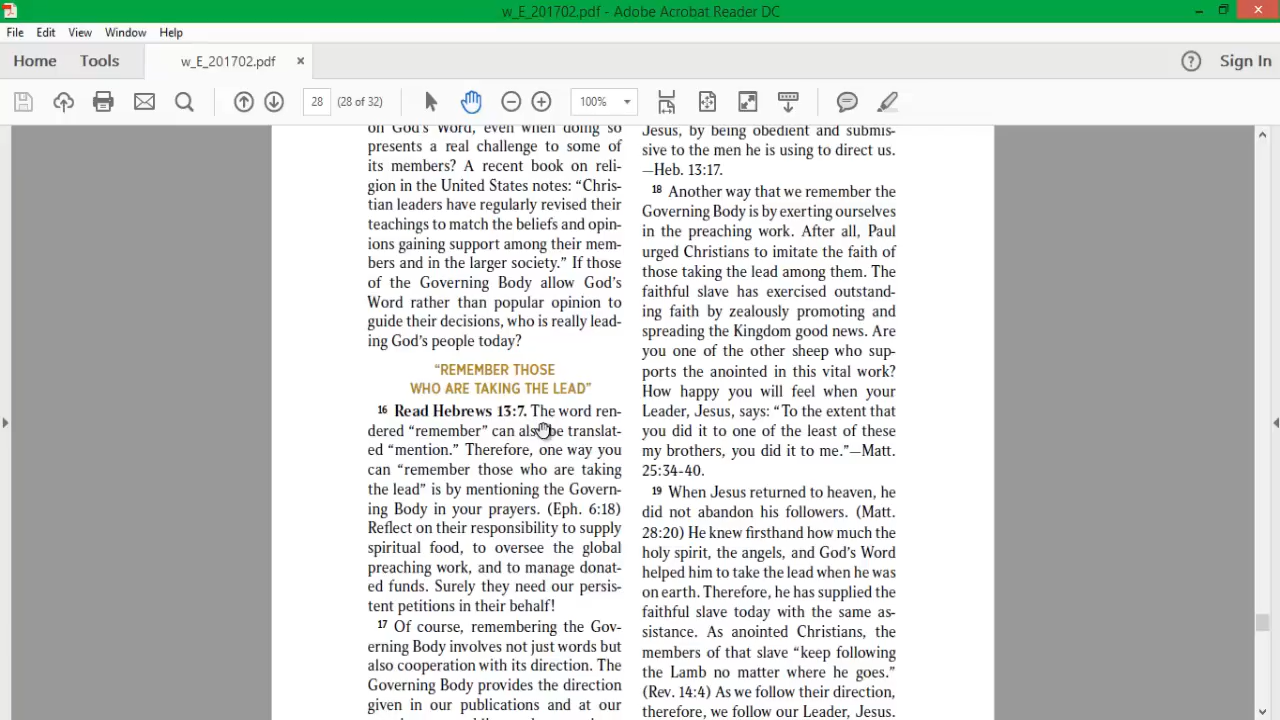 w_E_201702.pdf - Adobe Acrobat Reader DC
File Edit View Window Help
Home Tools w_E_201702.pdf × Sign In
28 (28 of 32) 100%
on God's Word, even when doing so
presents a real challenge to some of
its members? A recent book on reli-
gion in the United States notes: “Chris-
tian leaders have regularly revised their
teachings to match the beliefs and opin-
ions gaining support among their mem-
bers and in the larger society.” If those
of the Governing Body allow God's
Word rather than popular opinion to
guide their decisions, who is really lead-
ing God's people today?
“REMEMBER THOSE
WHO ARE TAKING THE LEAD”
16 Read Hebrews 13:7. The word ren-
dered “remember” can also be translat-
ed “mention.” Therefore, one way you
can “remember those who are taking
the lead” is by mentioning the Govern-
ing Body in your prayers. (Eph. 6:18)
Reflect on their responsibility to supply
spiritual food, to oversee the global
preaching work, and to manage donat-
ed funds. Surely they need our persis-
tent petitions in their behalf!
17 Of course, remembering the Gov-
erning Body involves not just words but
also cooperation with its direction. The
Governing Body provides the direction
given in our publications and at our
Jesus, by being obedient and submis-
sive to the men he is using to direct us.
—Heb. 13:17.
18 Another way that we remember the
Governing Body is by exerting ourselves
in the preaching work. After all, Paul
urged Christians to imitate the faith of
those taking the lead among them. The
faithful slave has exercised outstand-
ing faith by zealously promoting and
spreading the Kingdom good news. Are
you one of the other sheep who sup-
ports the anointed in this vital work?
How happy you will feel when your
Leader, Jesus, says: “To the extent that
you did it to one of the least of these
my brothers, you did it to me.”—Matt.
25:34-40.
19 When Jesus returned to heaven, he
did not abandon his followers. (Matt.
28:20) He knew firsthand how much the
holy spirit, the angels, and God's Word
helped him to take the lead when he was
on earth. Therefore, he has supplied the
faithful slave today with the same as-
sistance. As anointed Christians, the
members of that slave “keep following
the Lamb no matter where he goes.”
(Rev. 14:4) As we follow their direction,
therefore, we follow our Leader, Jesus.